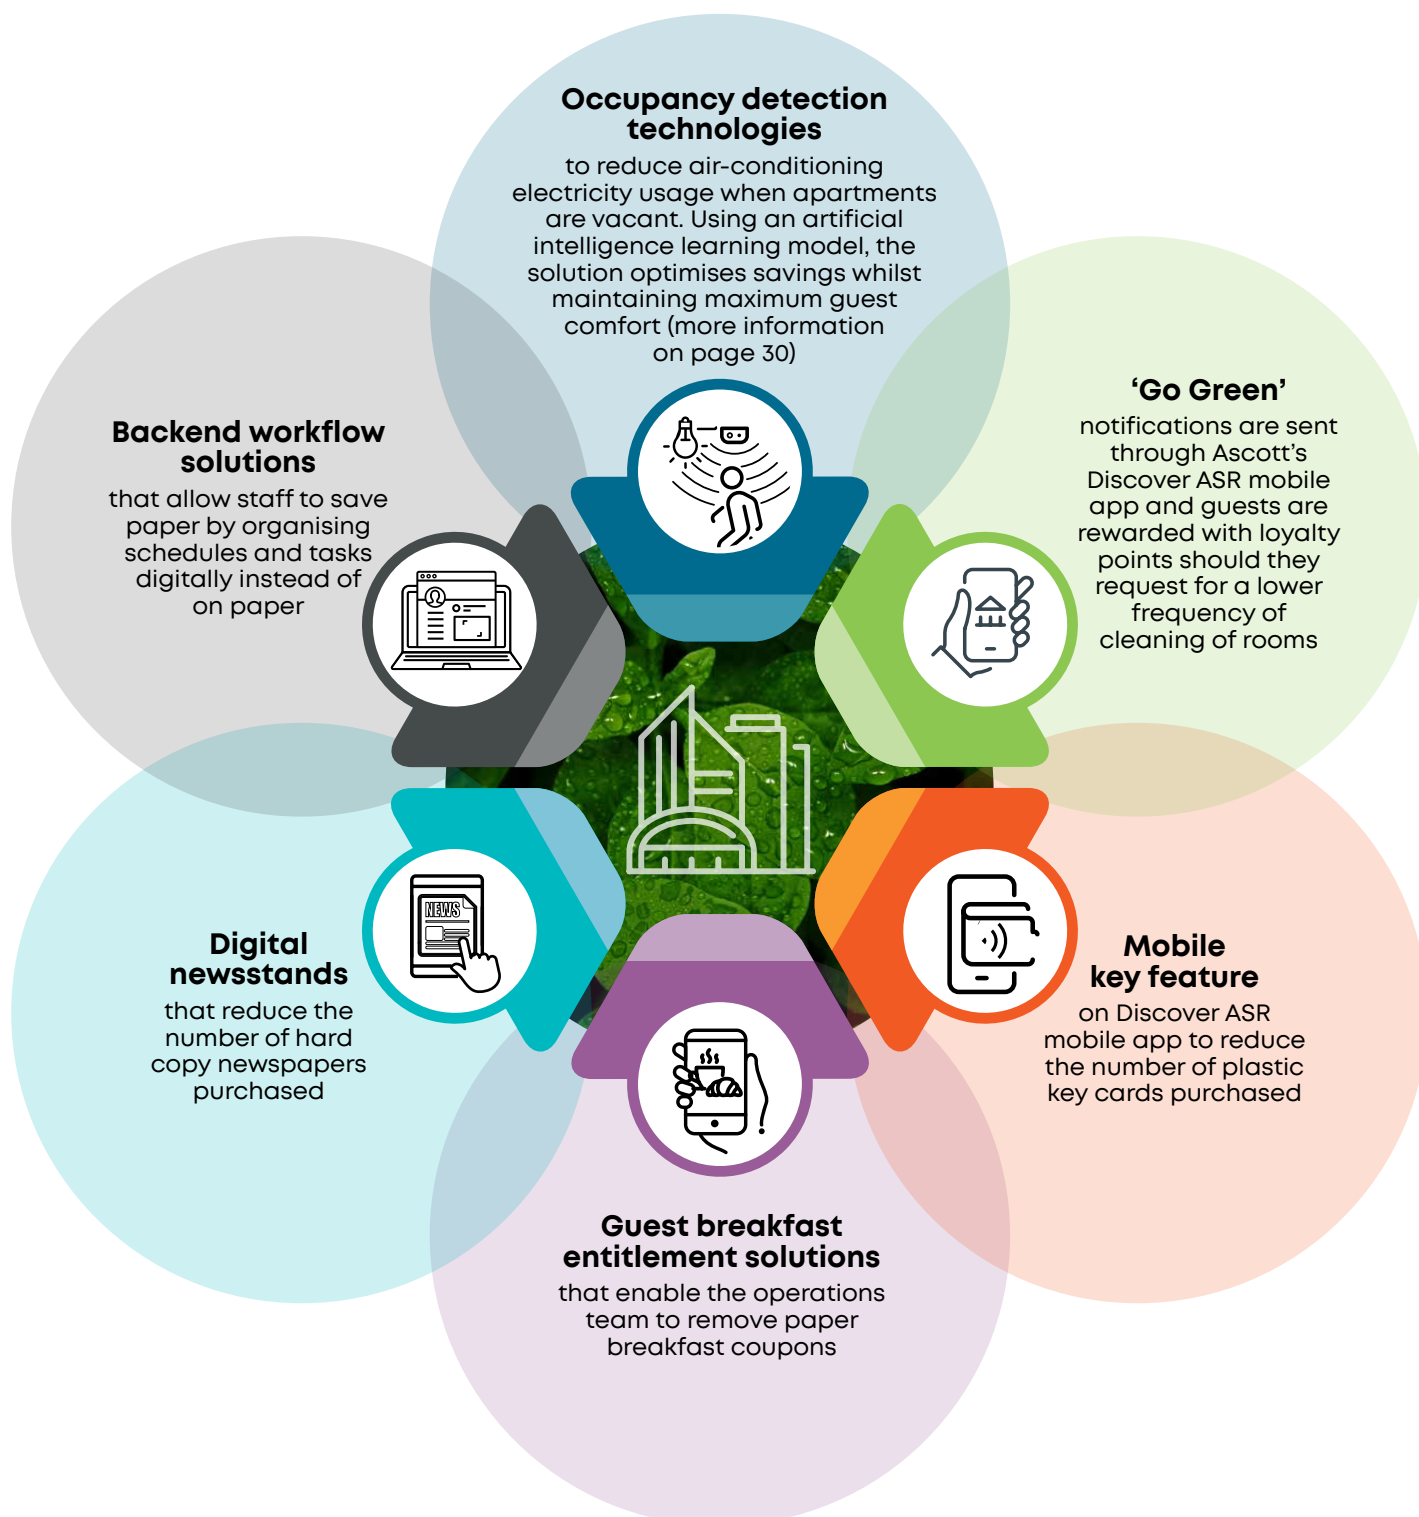 Occupancy detection
technologies
to reduce air-conditioning
electricity usage when apartments
are vacant. Using an artificial
intelligence learning model, the
solution optimises savings whilst
maintaining maximum guest
comfort (more information
on page 30)
‘Go Green’
notifications are sent
through Ascott’s
Discover ASR mobile
app and guests are
rewarded with loyalty
points should they
request for a lower
frequency of
cleaning of rooms
Mobile
key feature
on Discover ASR
mobile app to reduce
the number of plastic
key cards purchased
Guest breakfast
entitlement solutions
that enable the operations
team to remove paper
breakfast coupons
Digital
newsstands
that reduce the
number of hard
copy newspapers
purchased
NEWS
Backend workflow
solutions
that allow staff to save
paper by organising
schedules and tasks
digitally instead of
on paper